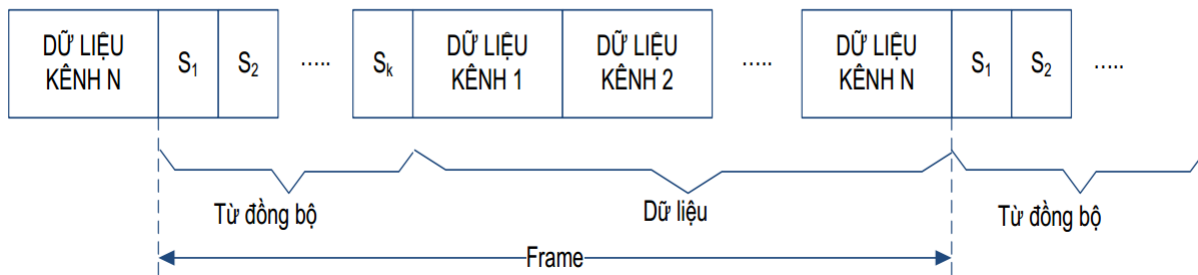 DỮ LIỆU
KÊNH N
S1
S2
.....
Sk
DỮ LIỆU
KÊNH 1
DỮ LIỆU
KÊNH 2
.....
DỮ LIỆU
KÊNH N
S1
S2
.....
Từ đồng bộ
Dữ liệu
Từ đồng bộ
Frame